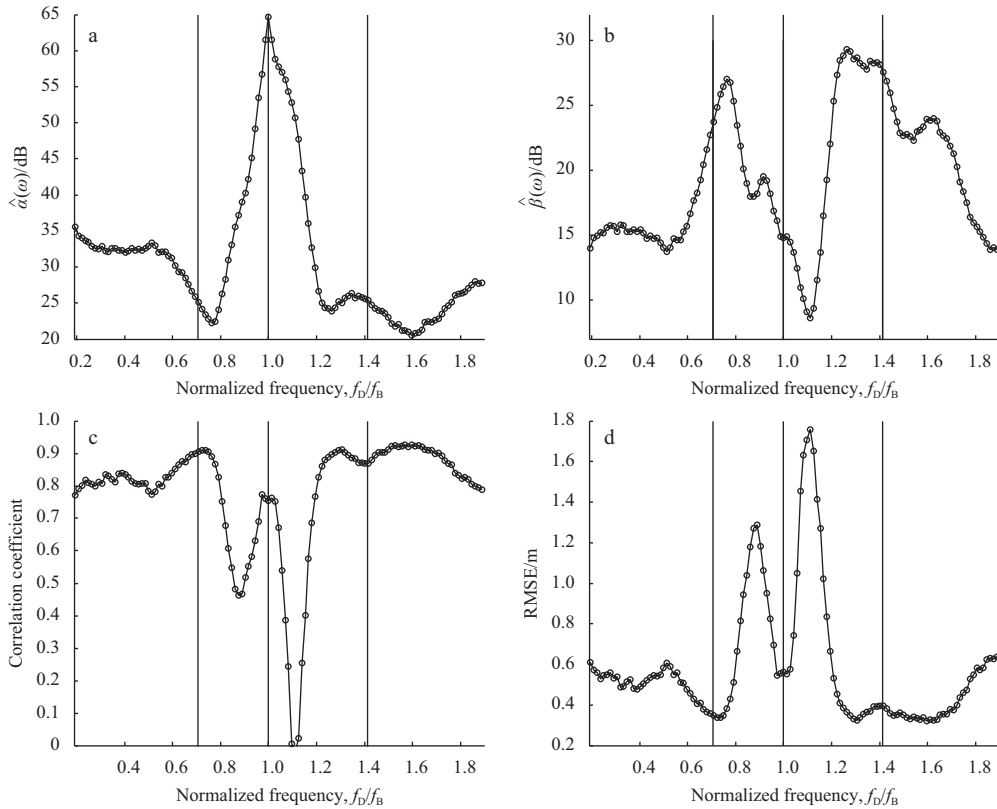 a
65
60
55
50
45
40
35
30
25
20
α̂(ω)/dB
0.2 0.4 0.6 0.8 1.0 1.2 1.4 1.6 1.8
Normalized frequency, fD/fB
b
30
25
20
15
10
β̂(ω)/dB
0.2 0.4 0.6 0.8 1.0 1.2 1.4 1.6 1.8
Normalized frequency, fD/fB
c
1.0
0.9
0.8
0.7
0.6
0.5
0.4
0.3
0.2
0.1
0
Correlation coefficient
0.4 0.6 0.8 1.0 1.2 1.4 1.6 1.8
Normalized frequency, fD/fB
d
1.8
1.6
1.4
1.2
1.0
0.8
0.6
0.4
0.2
RMSE/m
0.4 0.6 0.8 1.0 1.2 1.4 1.6 1.8
Normalized frequency, fD/fB